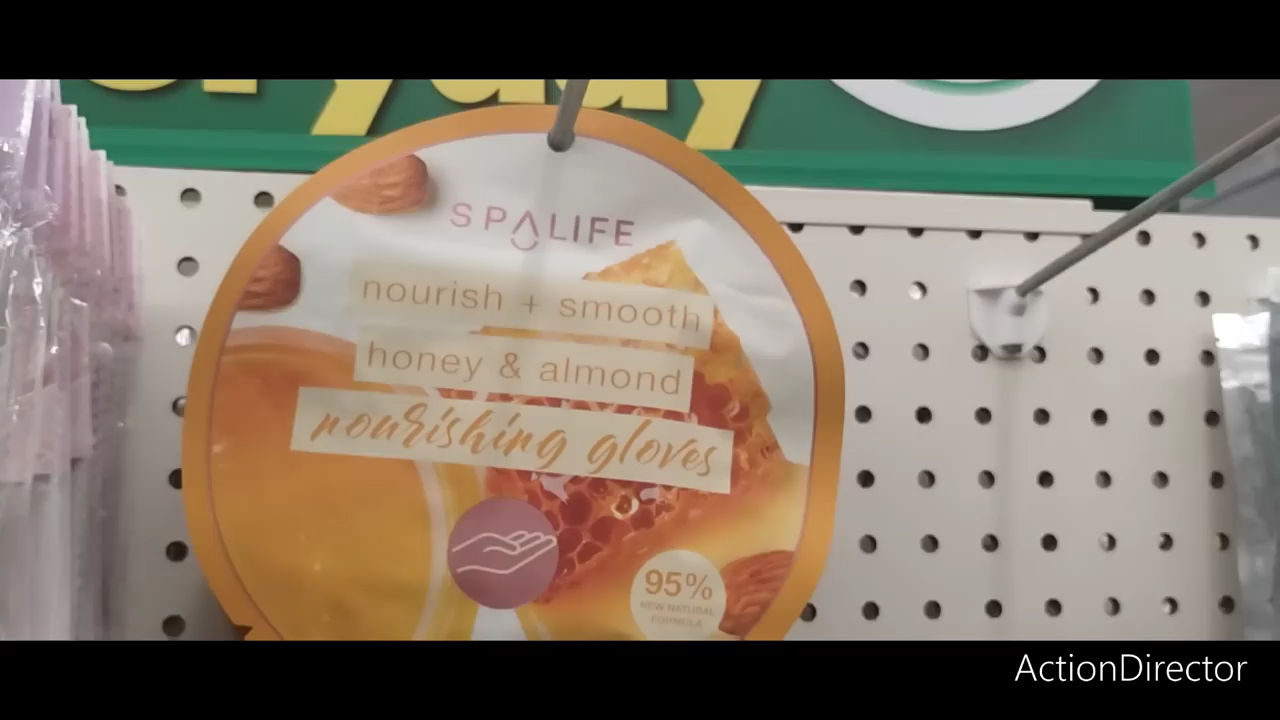 SPALIFE
nourish + smooth
honey & almond
nourishing gloves
95%
NEW NATURAL
FORMULA
ActionDirector